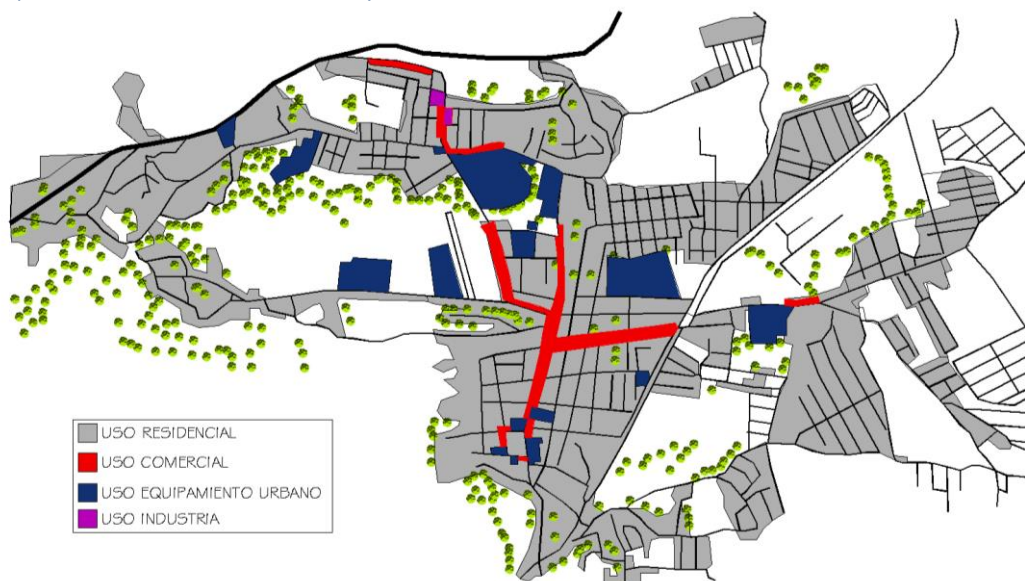 USO RESIDENCIAL
USO COMERCIAL
USO EQUIPAMIENTO URBANO
USO INDUSTRIA